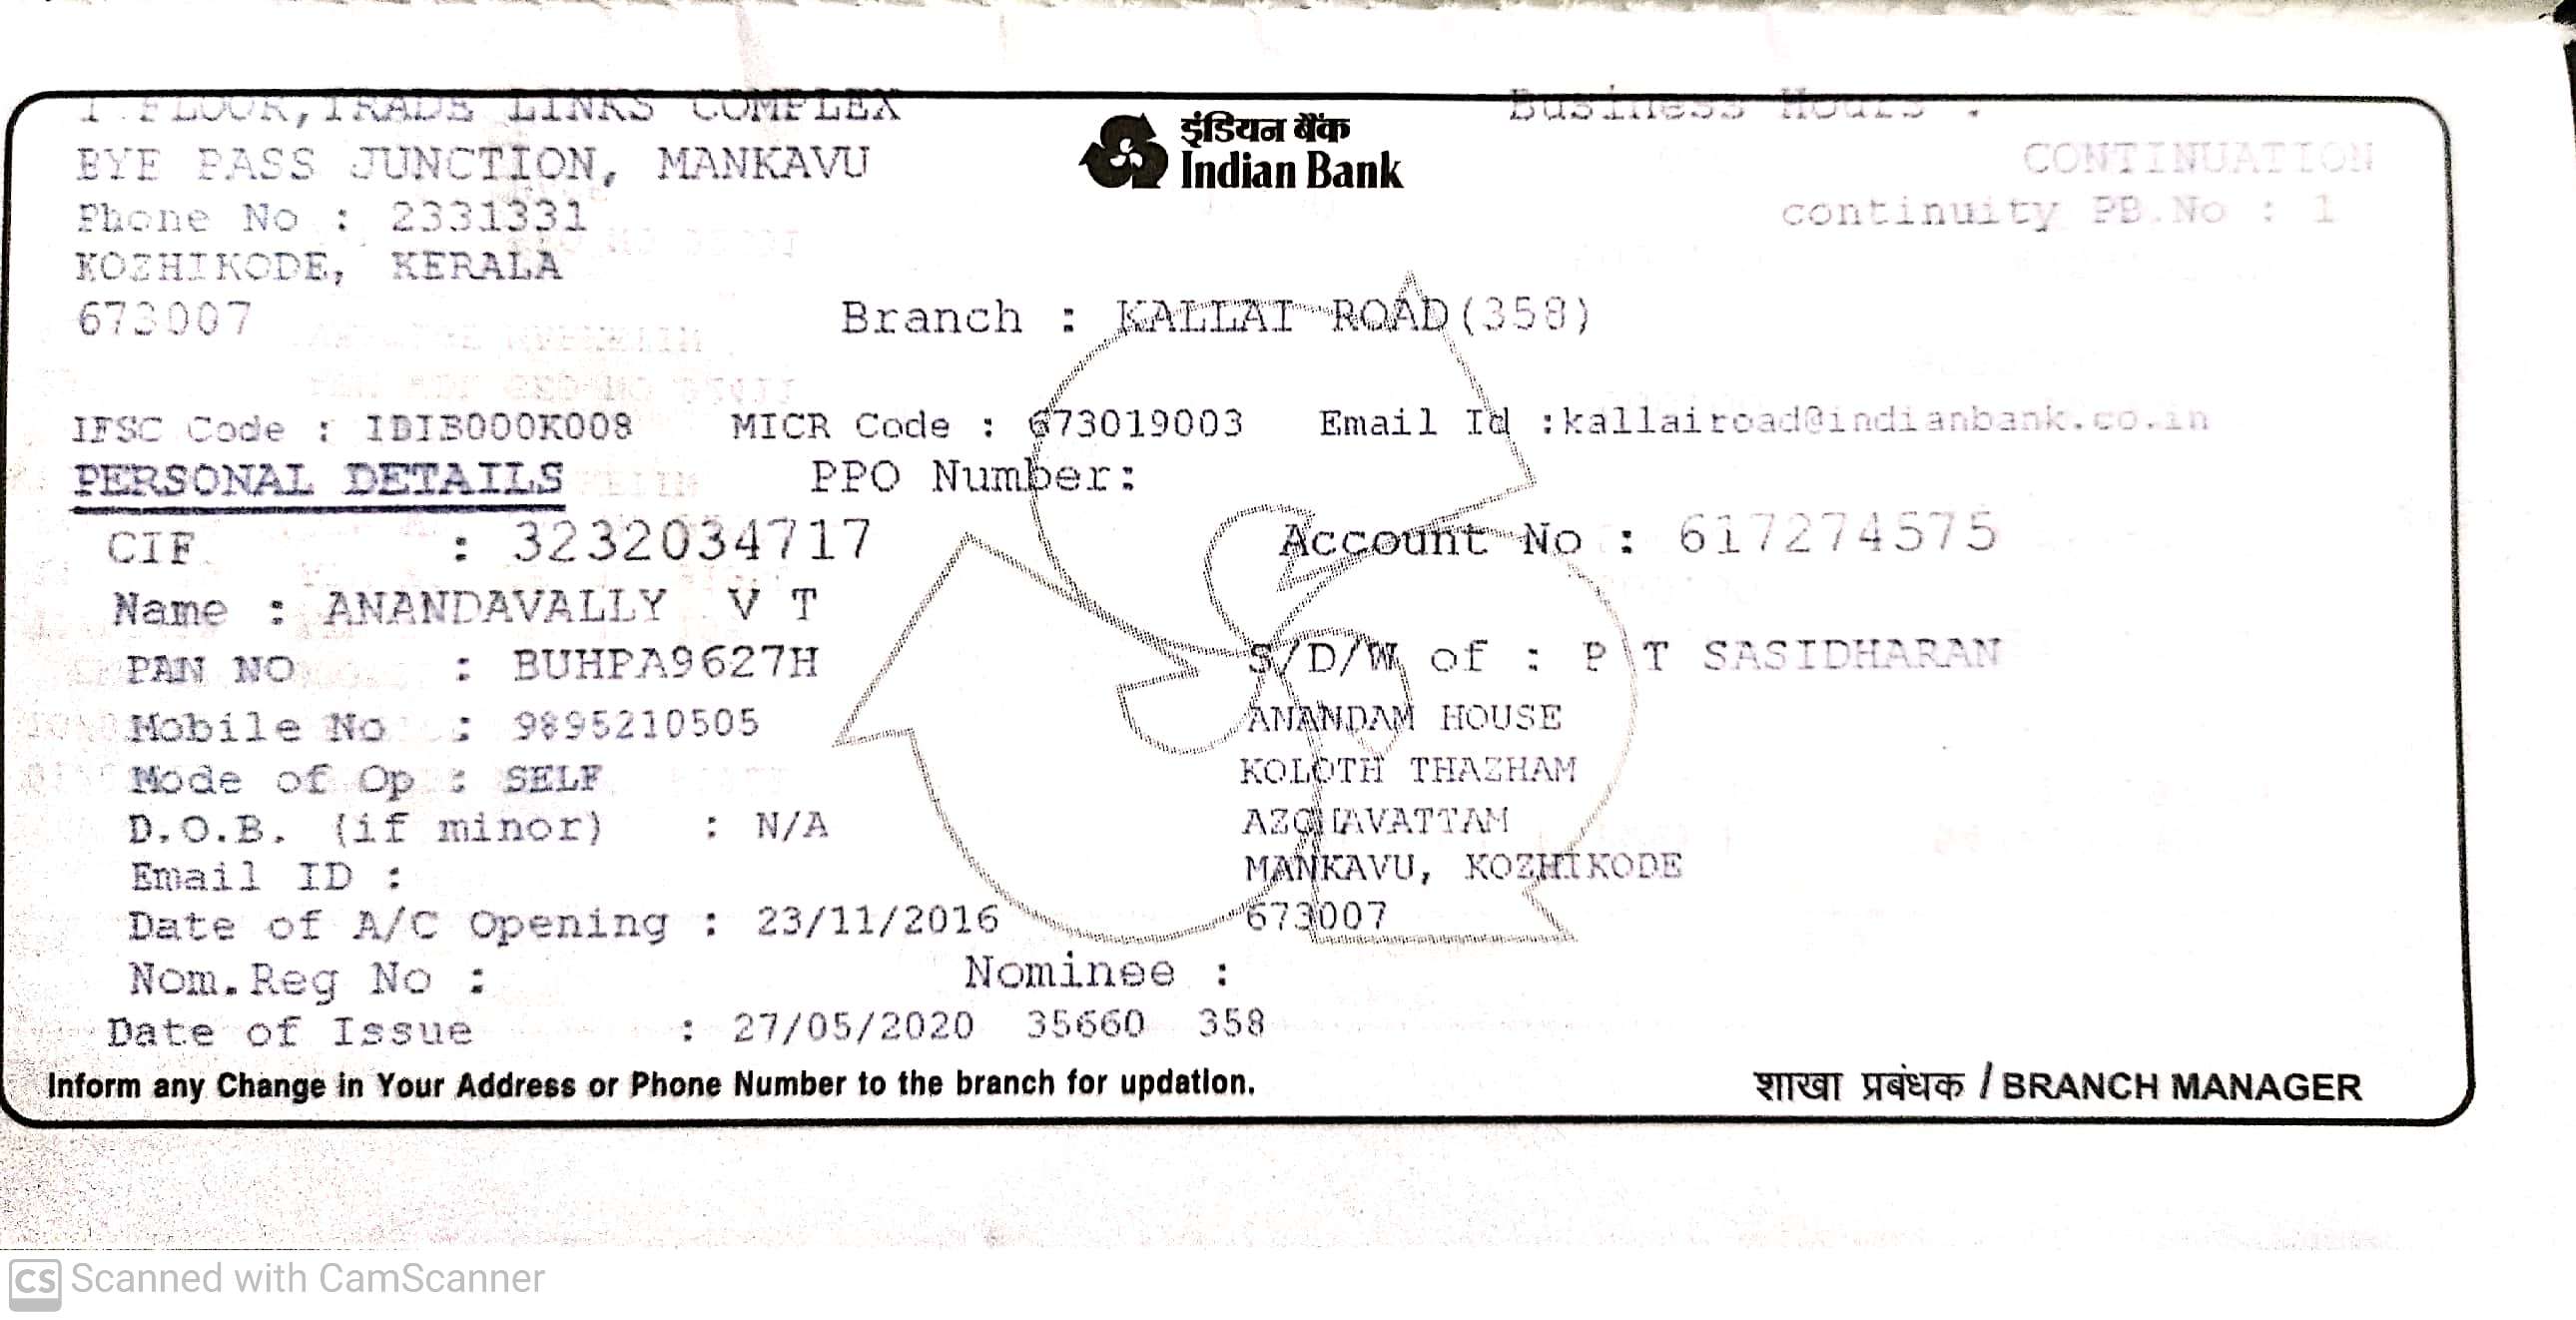 1 FLOOR, TRADE LINKS COMPLEX
BYE PASS JUNCTION, MANKAVU
Phone No : 2331331
KOZHIKODE, KERALA
673007
इंडियन बैंक
Indian Bank
Business Hours :
CONTINUATION
continuity PB.No : 1
Branch : KALLAI ROAD(358)
IFSC Code : IDIB000K008 MICR Code : 673019003 Email Id :kallairoad@indianbank.co.in
PERSONAL DETAILS PPO Number:
CIF : 3232034717 Account No : 617274575
Name : ANANDAVALLY V T
PAN NO : BUHPA9627H S/D/W of : P T SASIDHARAN
Mobile No : 9895210505 ANANDAM HOUSE
Mode of Op : SELF KOLOTH THAZHAM
D.O.B. (if minor) : N/A
Email ID : MANKAVU, KOZHIKODE
Date of A/C Opening : 23/11/2016 673007
Nom.Reg No : Nominee :
Date of Issue : 27/05/2020 35660 358
Inform any Change in Your Address or Phone Number to the branch for updation.
शाखा प्रबंधक / BRANCH MANAGER
CS Scanned with CamScanner